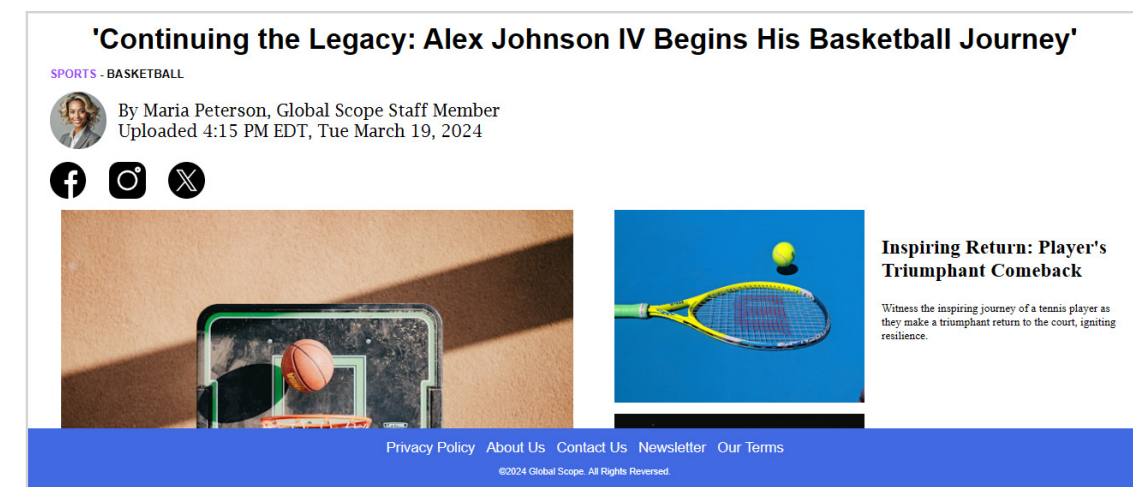 'Continuing the Legacy: Alex Johnson IV Begins His Basketball Journey'
SPORTS - BASKETBALL
By Maria Peterson, Global Scope Staff Member
Uploaded 4:15 PM EDT, Tue March 19, 2024
Inspiring Return: Player's
Triumphant Comeback
Witness the inspiring journey of a tennis player as
they make a triumphant return to the court, igniting
resilience.
Privacy Policy About Us Contact Us Newsletter Our Terms
©2024 Global Scope. All Rights Reversed.